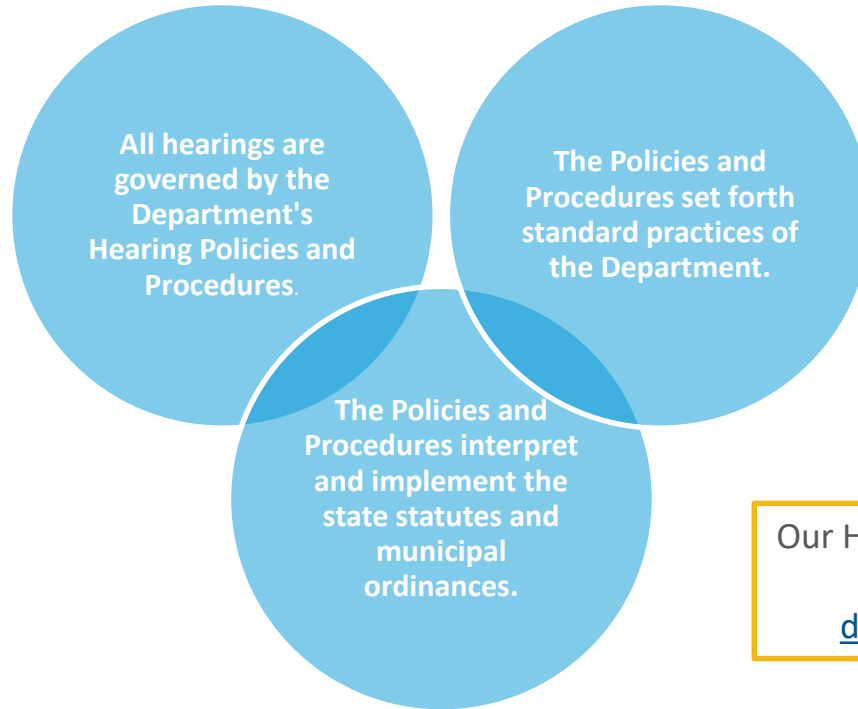 All hearings are
governed by the
Department's
Hearing Policies and
Procedures.
The Policies and
Procedures set forth
standard practices of
the Department.
The Policies and
Procedures interpret
and implement the
state statutes and
municipal
ordinances.
Our H
d